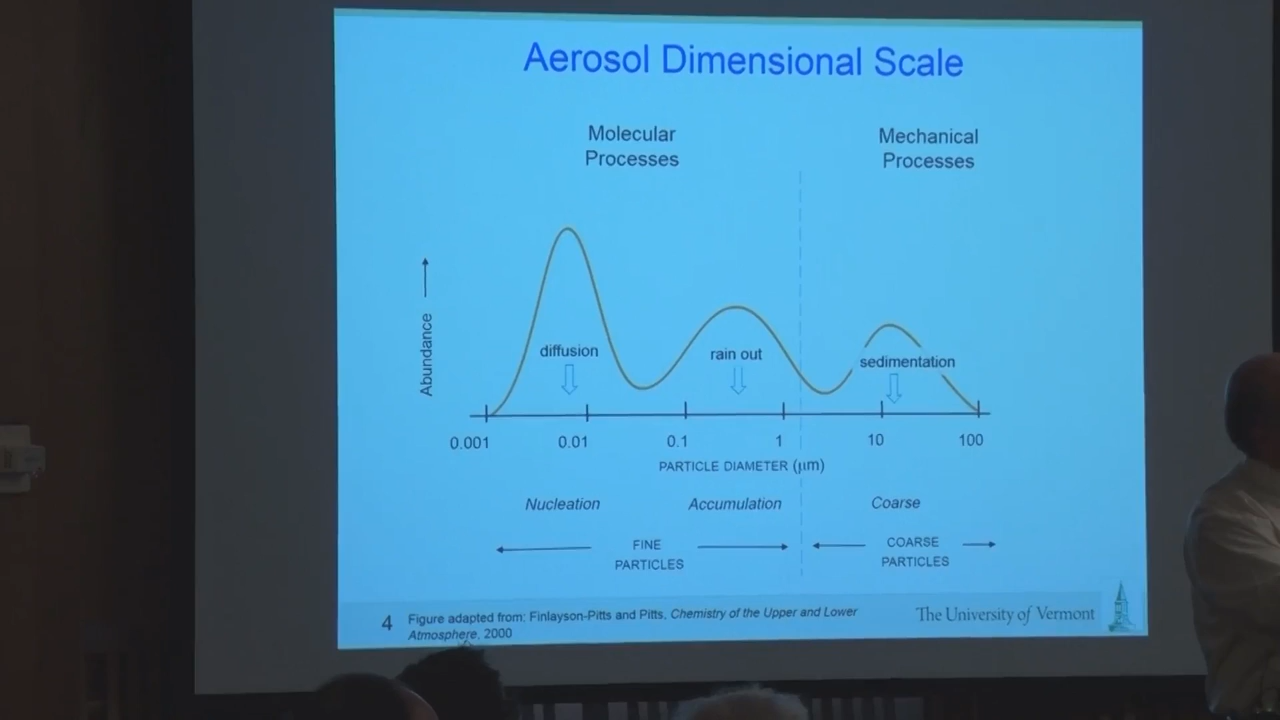 Aerosol Dimensional Scale
Molecular
Processes
Mechanical
Processes
Abundance
diffusion
rain out
sedimentation
0.001
0.01
0.1
1
10
100
PARTICLE DIAMETER (μm)
Nucleation
Accumulation
Coarse
FINE
PARTICLES
COARSE
PARTICLES
4
Figure adapted from: Finlayson-Pitts and Pitts, Chemistry of the Upper and Lower
Atmosphere, 2000
The University of Vermont